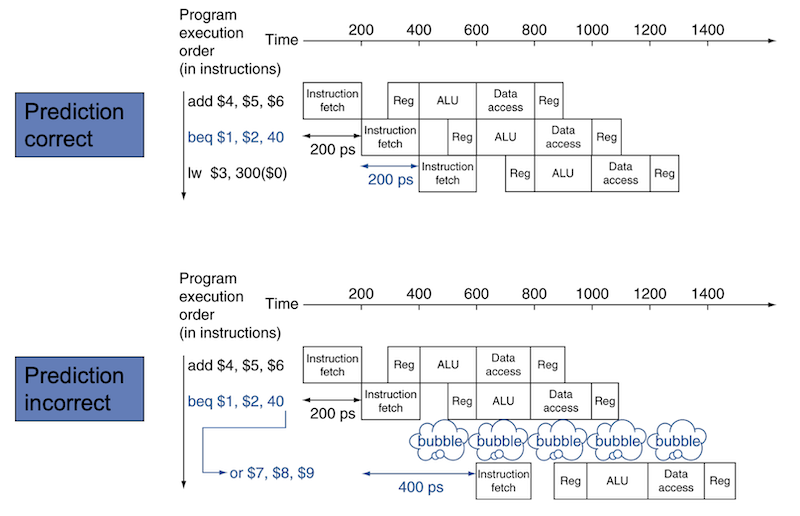 Program
execution
order
(in instructions)
Time
200 400 600 800 1000 1200 1400
Prediction
correct
add $4, $5, $6
Instruction
fetch
Reg
ALU
Data
access
Reg
beq $1, $2, 40
200 ps
Instruction
fetch
Reg
ALU
Data
access
Reg
lw $3, 300($0)
200 ps
Instruction
fetch
Reg
ALU
Data
access
Reg
Program
execution
order
(in instructions)
Time
200 400 600 800 1000 1200 1400
Prediction
incorrect
add $4, $5, $6
Instruction
fetch
Reg
ALU
Data
access
Reg
beq $1, $2, 40
200 ps
Instruction
fetch
Reg
ALU
Data
access
Reg
bubble bubble bubble bubble bubble
or $7, $8, $9
400 ps
Instruction
fetch
Reg
ALU
Data
access
Reg